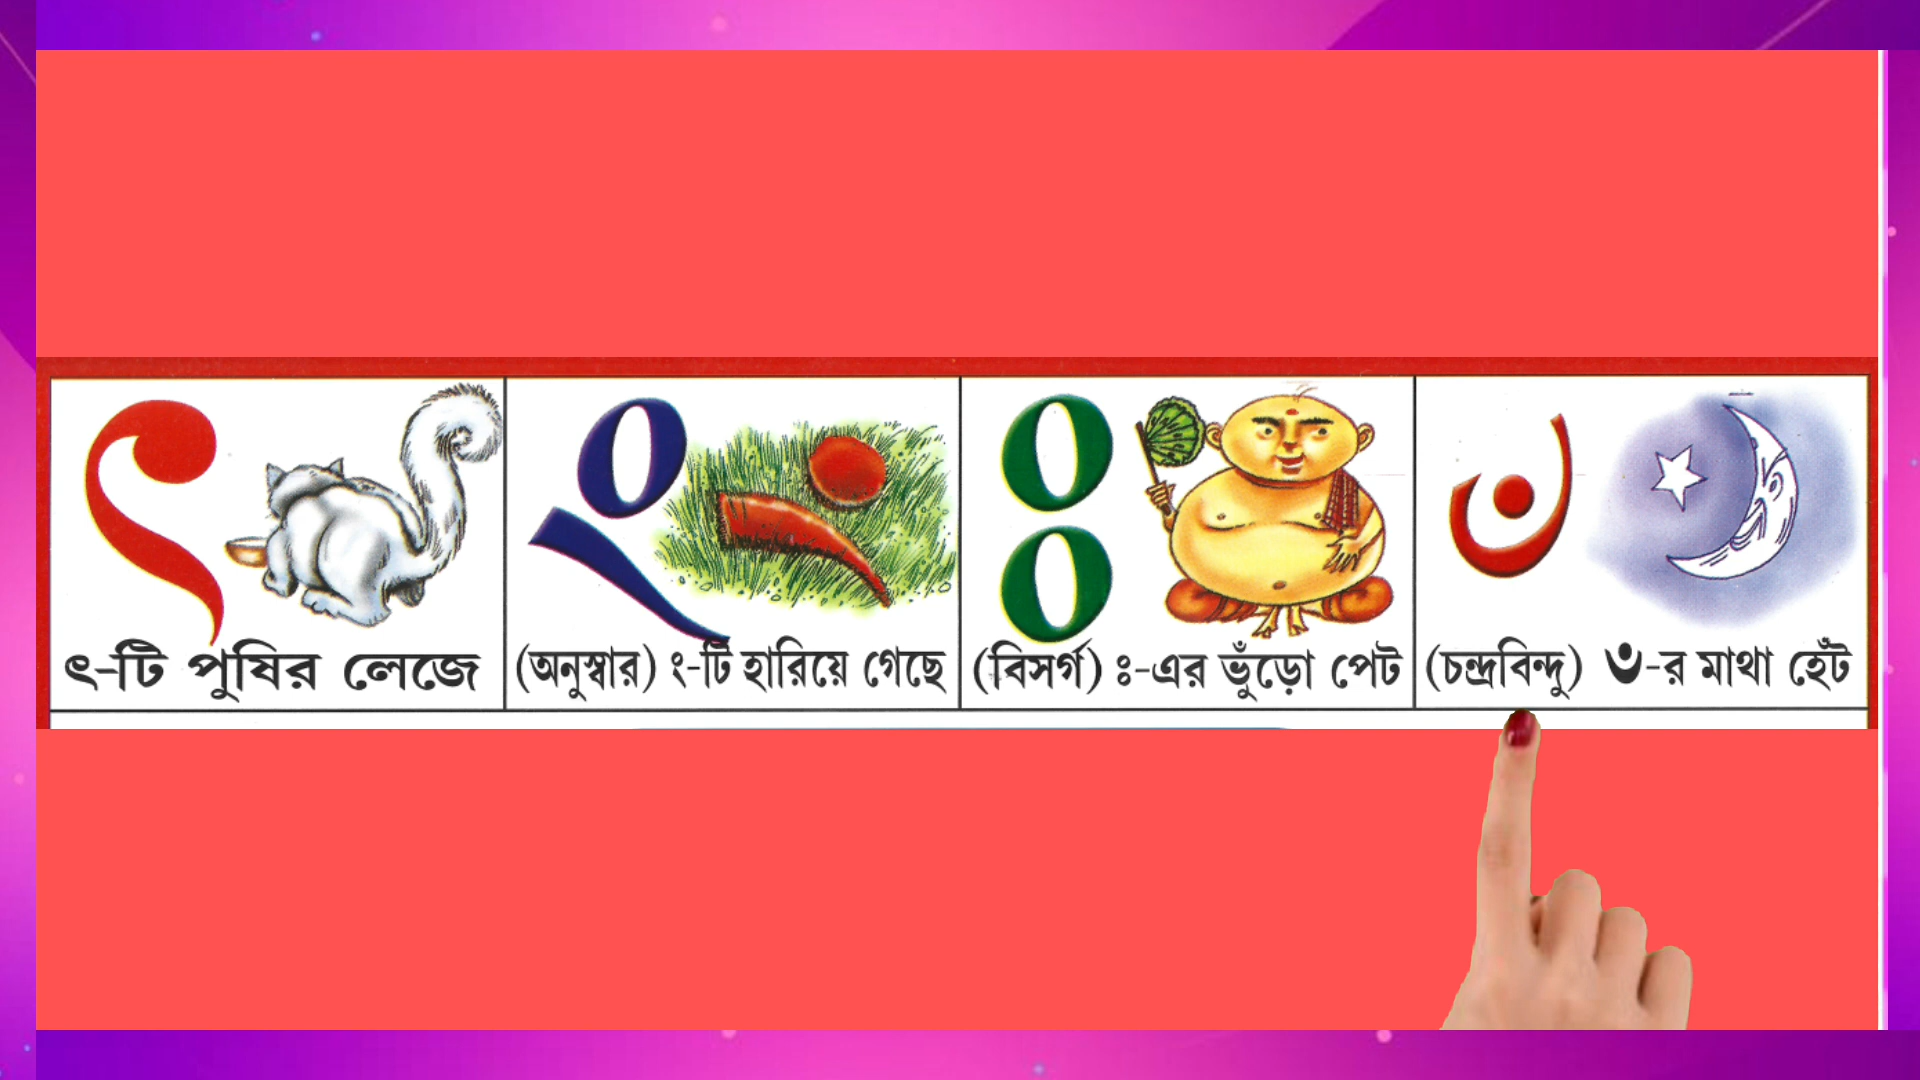 ৎ
ৎ-টি পুষির লেজে
ং
(অনুস্বার) ং-টি হারিয়ে গেছে
ঃ
(বিসর্গ) ঃ-এর ভুঁড়ো পেট
ঁ
(চন্দ্রবিন্দু) ঁ-র মাথা হেঁট